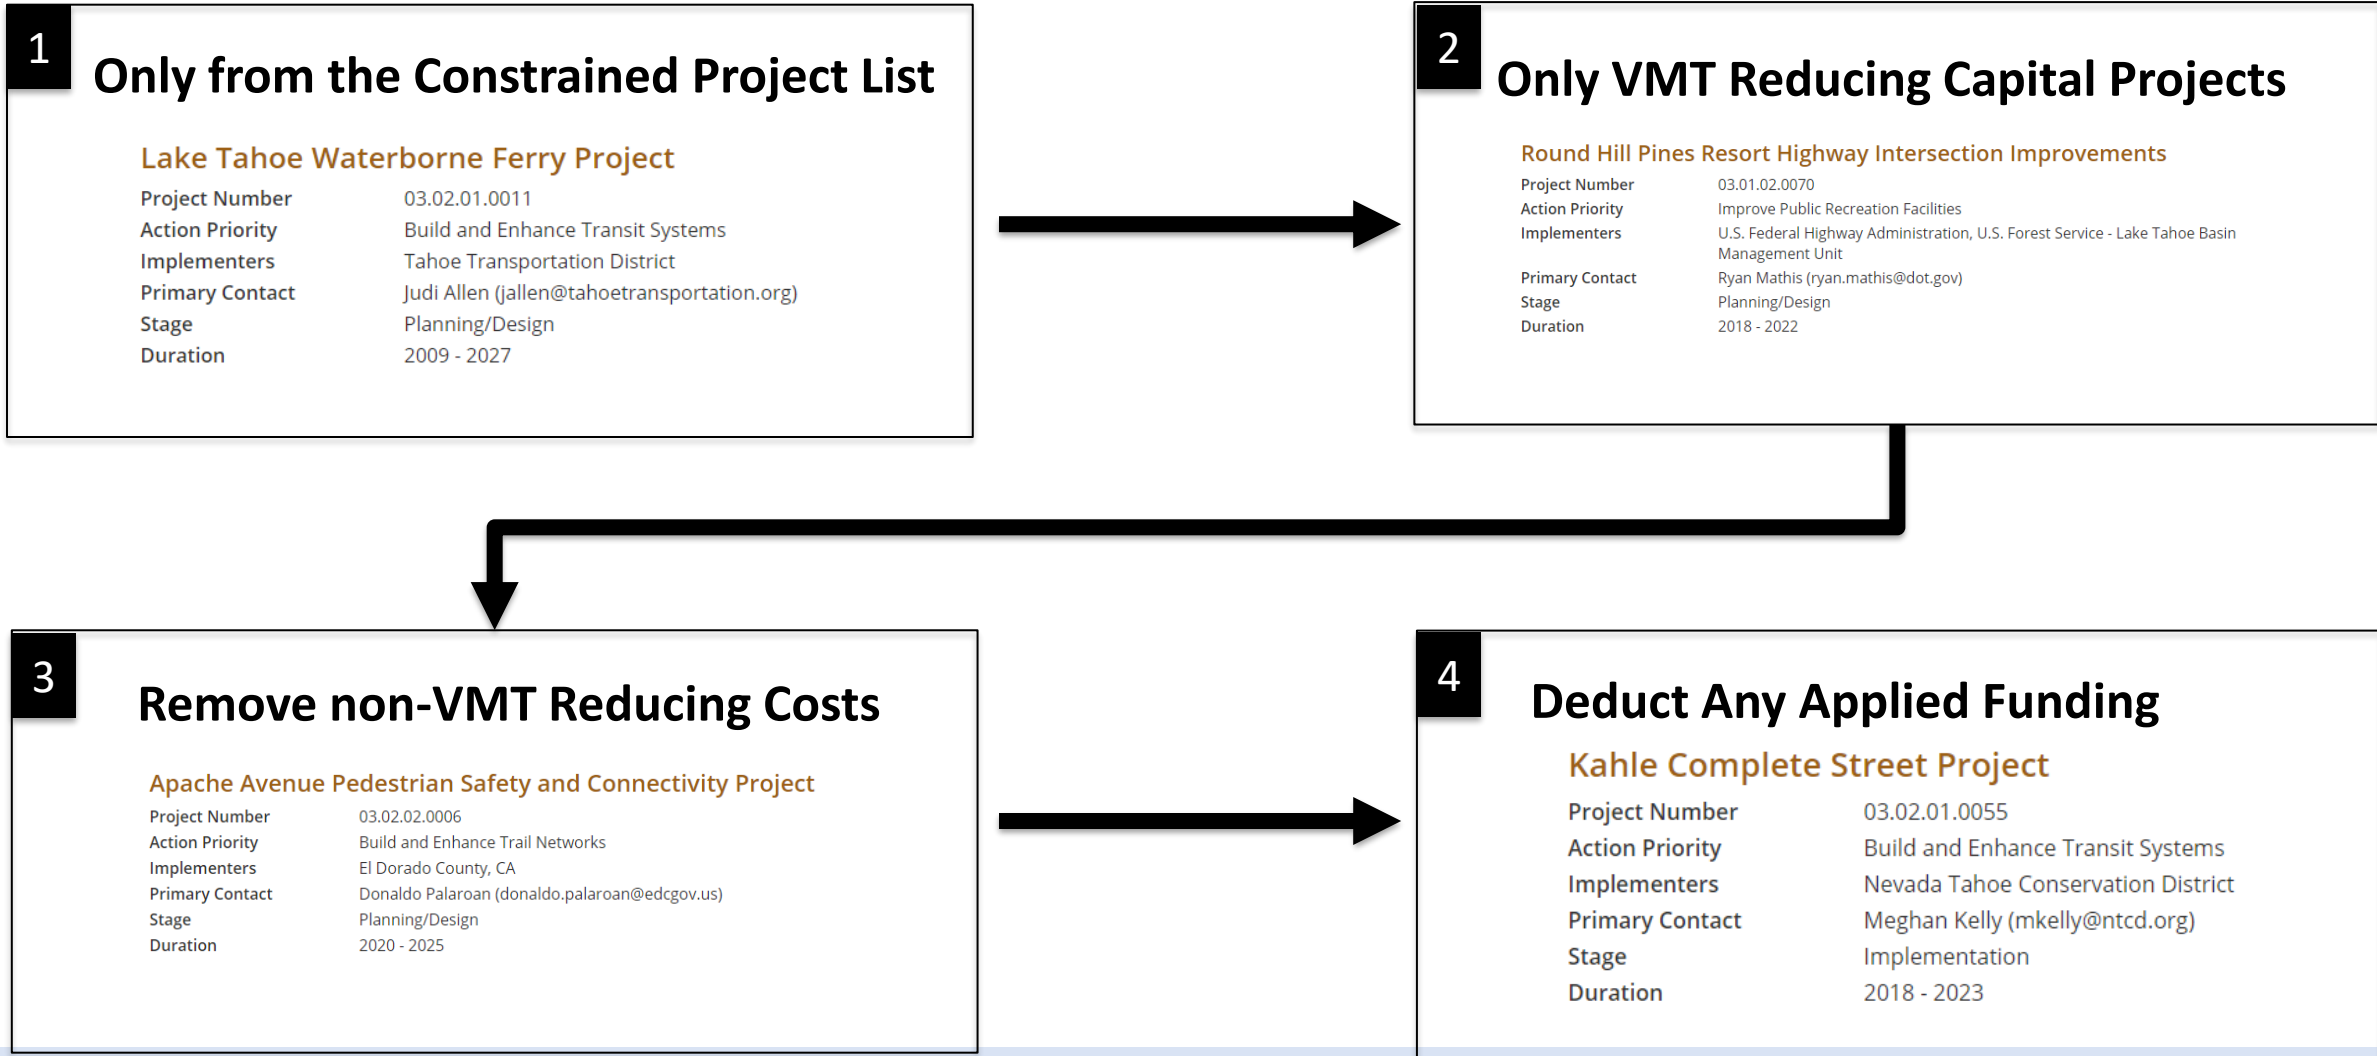 1
Only from the Constrained Project List
Lake Tahoe Waterborne Ferry Project
Project Number 03.02.01.0011
Action Priority Build and Enhance Transit Systems
Implementers Tahoe Transportation District
Primary Contact Judi Allen (jallen@tahoetransportation.org)
Stage Planning/Design
Duration 2009 - 2027
2
Only VMT Reducing Capital Projects
Round Hill Pines Resort Highway Intersection Improvements
Project Number 03.01.02.0070
Action Priority Improve Public Recreation Facilities
Implementers U.S. Federal Highway Administration, U.S. Forest Service - Lake Tahoe Basin
Management Unit
Primary Contact Ryan Mathis (ryan.mathis@dot.gov)
Stage Planning/Design
Duration 2018 - 2022
3
Remove non-VMT Reducing Costs
Apache Avenue Pedestrian Safety and Connectivity Project
Project Number 03.02.02.0006
Action Priority Build and Enhance Trail Networks
Implementers El Dorado County, CA
Primary Contact Donaldo Palaroan (donaldo.palaroan@edcgov.us)
Stage Planning/Design
Duration 2020 - 2025
4
Deduct Any Applied Funding
Kahle Complete Street Project
Project Number 03.02.01.0055
Action Priority Build and Enhance Transit Systems
Implementers Nevada Tahoe Conservation District
Primary Contact Meghan Kelly (mkelly@ntcd.org)
Stage Implementation
Duration 2018 - 2023